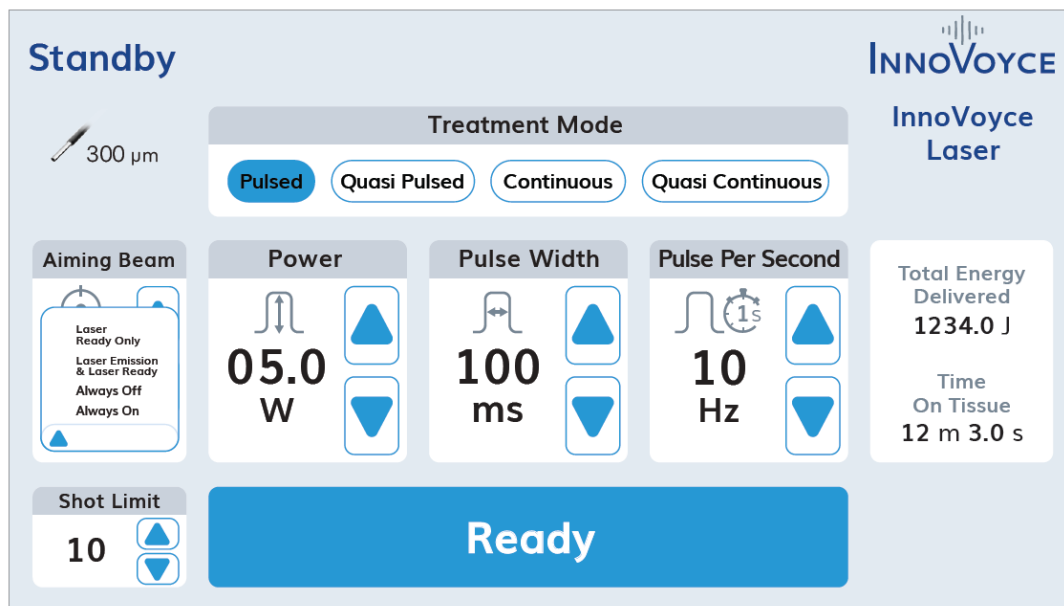 Standby
INNOVOYCE
300 µm
Treatment Mode
Pulsed
Quasi Pulsed
Continuous
Quasi Continuous
InnoVoyce
Laser
Aiming Beam
Laser
Ready Only
Laser Emission
& Laser Ready
Always Off
Always On
Power
05.0
W
Pulse Width
100
ms
Pulse Per Second
1s
10
Hz
Total Energy
Delivered
1234.0 J
Time
On Tissue
12 m 3.0 s
Shot Limit
10
Ready